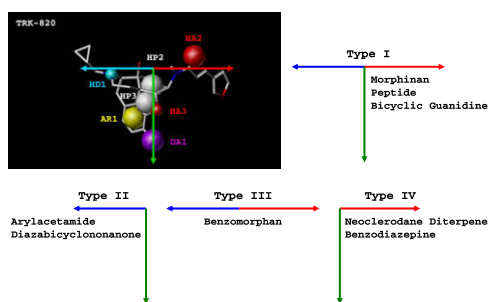 TRK-820
HA2
HP2
HD1
HP3
HA3
AR1
DA1
Type I
Morphinan
Peptide
Bicyclic Guanidine
Type II
Arylacetamide
Diazabicyclononanone
Type III
Benzomorphan
Type IV
Neoclerodane Diterpene
Benzodiazepine